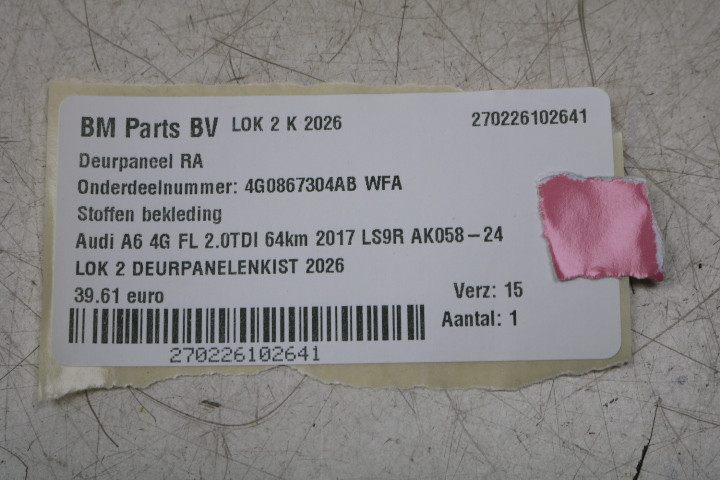 BM Parts BV LOK 2 K 2026 270226102641
Deurpaneel RA
Onderdeelnummer: 4G0867304AB WFA
Stoffen bekleding
Audi A6 4G FL 2.0TDI 64km 2017 LS9R AK058-24
LOK 2 DEURPANELENKIST 2026
39.61 euro Verz: 15
Aantal: 1
270226102641